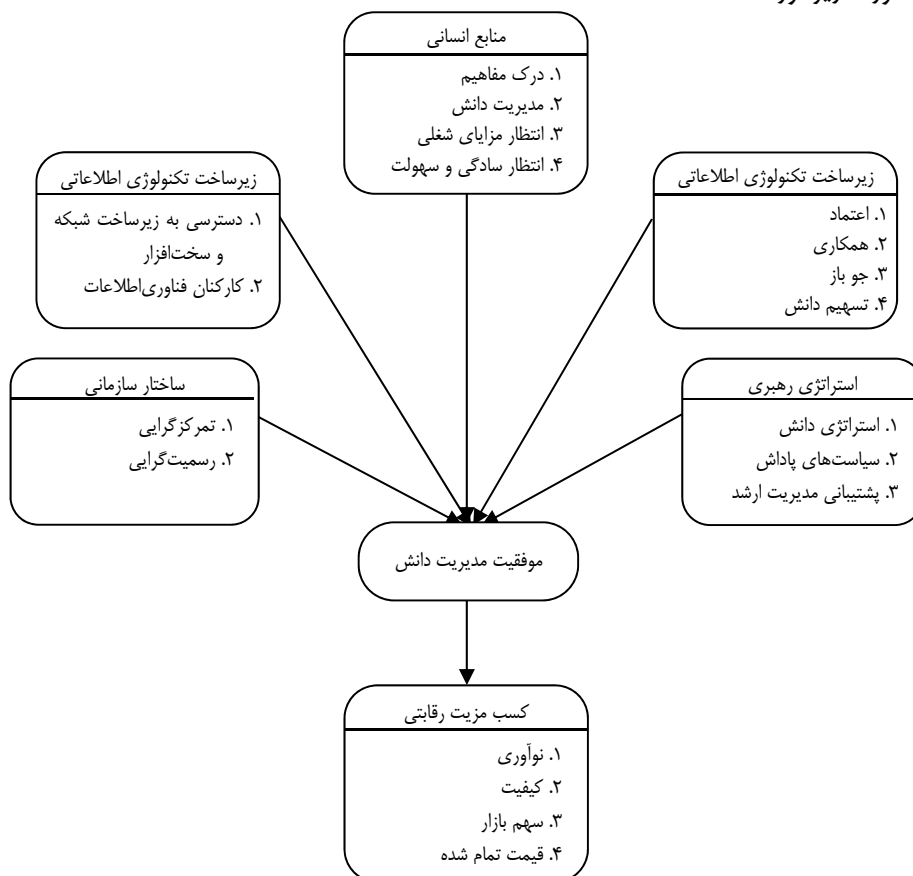 منابع انسانی
۱. درک مفاهیم
۲. مدیریت دانش
۳. انتظار مزایای شغلی
۴. انتظار سادگی و سهولت
زیرساخت تکنولوژی اطلاعاتی
۱. اعتماد
۲. همکاری
۳. جو باز
۴. تسهیم دانش
زیرساخت تکنولوژی اطلاعاتی
۱. دسترسی به زیرساخت شبکه
و سخت‌افزار
۲. کارکنان فناوری‌اطلاعات
استراتژی رهبری
۱. استراتژی دانش
۲. سیاست‌های پاداش
۳. پشتیبانی مدیریت ارشد
ساختار سازمانی
۱. تمرکزگرایی
۲. رسمیت‌گرایی
موفقیت مدیریت دانش
کسب مزیت رقابتی
۱. نوآوری
۲. کیفیت
۳. سهم بازار
۴. قیمت تمام شده